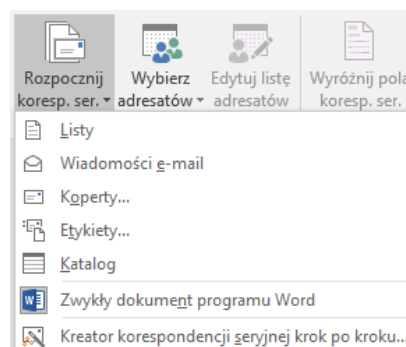 Rozpocznij Wybierz Edytuj listę Wyróżnij pola
koresp. ser. adresatów adresatów koresp. ser.
Listy
Wiadomości e-mail
Koperty...
Etykiety...
Katalog
Zwykły dokument programu Word
Kreator korespondencji seryjnej krok po kroku...